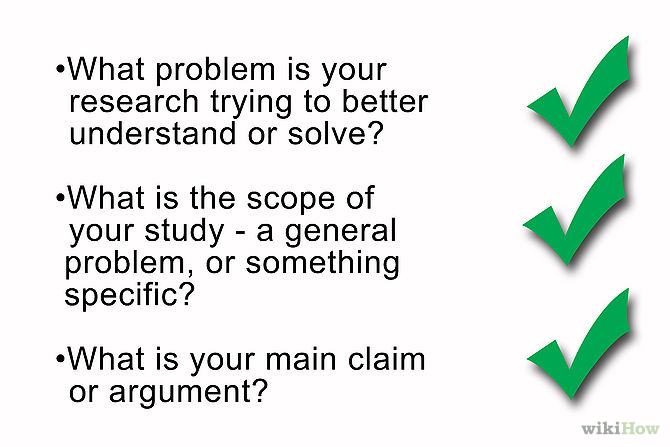 •What problem is your
research trying to better
understand or solve?
•What is the scope of
your study - a general
problem, or something
specific?
•What is your main claim
or argument?
wikiHow